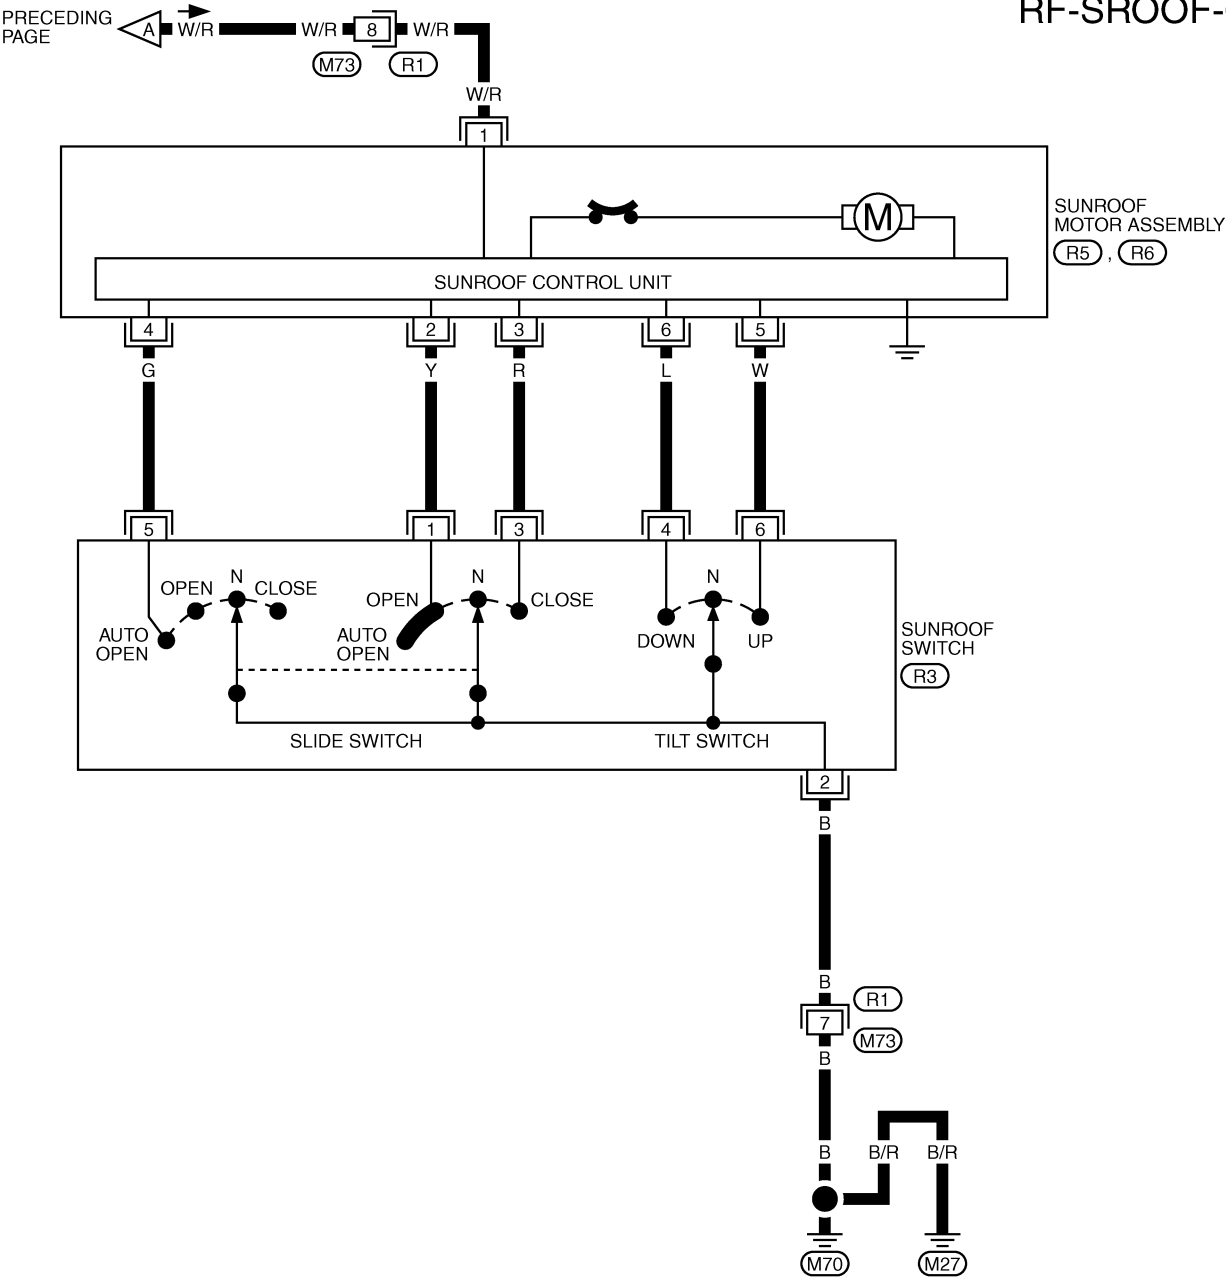 RF-SROOF-
PRECEDING
PAGE
A
W/R
W/R
8
W/R
M73
R1
W/R
1
M
SUNROOF
MOTOR ASSEMBLY
R5 , R6
SUNROOF CONTROL UNIT
4
2
3
6
5
G
Y
R
L
W
5
1
3
4
6
OPEN
N
CLOSE
AUTO
OPEN
OPEN
N
CLOSE
AUTO
OPEN
N
DOWN
UP
SUNROOF
SWITCH
R3
SLIDE SWITCH
TILT SWITCH
2
B
B
R1
7
M73
B
B
B/R
B/R
M70
M27